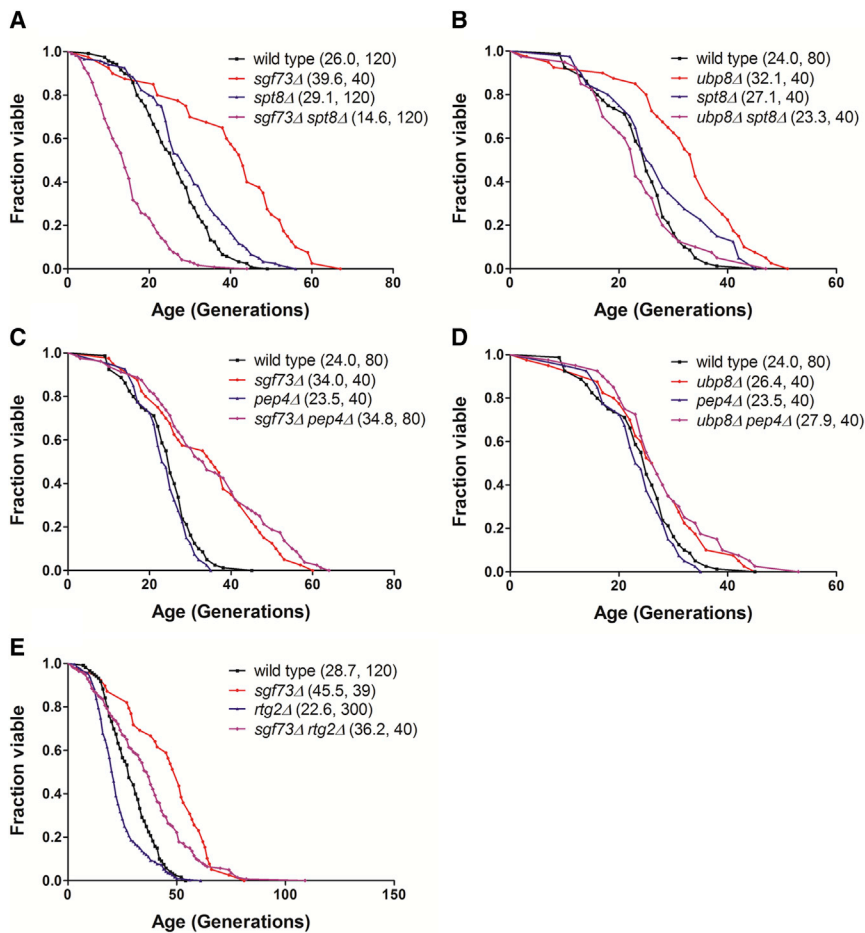 A
1.0
0.8
0.6
0.4
0.2
0.0
0
20
40
60
80
Fraction viable
Age (Generations)
wild type (26.0, 120)
sgf73Δ (39.6, 40)
spt8Δ (29.1, 120)
sgf73Δ spt8Δ (14.6, 120)
B
1.0
0.8
0.6
0.4
0.2
0.0
0
20
40
60
Fraction viable
Age (Generations)
wild type (24.0, 80)
ubp8Δ (32.1, 40)
spt8Δ (27.1, 40)
ubp8Δ spt8Δ (23.3, 40)
C
1.0
0.8
0.6
0.4
0.2
0.0
0
20
40
60
80
Fraction viable
Age (Generations)
wild type (24.0, 80)
sgf73Δ (34.0, 40)
pep4Δ (23.5, 40)
sgf73Δ pep4Δ (34.8, 80)
D
1.0
0.8
0.6
0.4
0.2
0.0
0
20
40
60
Fraction viable
Age (Generations)
wild type (24.0, 80)
ubp8Δ (26.4, 40)
pep4Δ (23.5, 40)
ubp8Δ pep4Δ (27.9, 40)
E
1.0
0.8
0.6
0.4
0.2
0.0
0
50
100
150
Fraction viable
Age (Generations)
wild type (28.7, 120)
sgf73Δ (45.5, 39)
rtg2Δ (22.6, 300)
sgf73Δ rtg2Δ (36.2, 40)